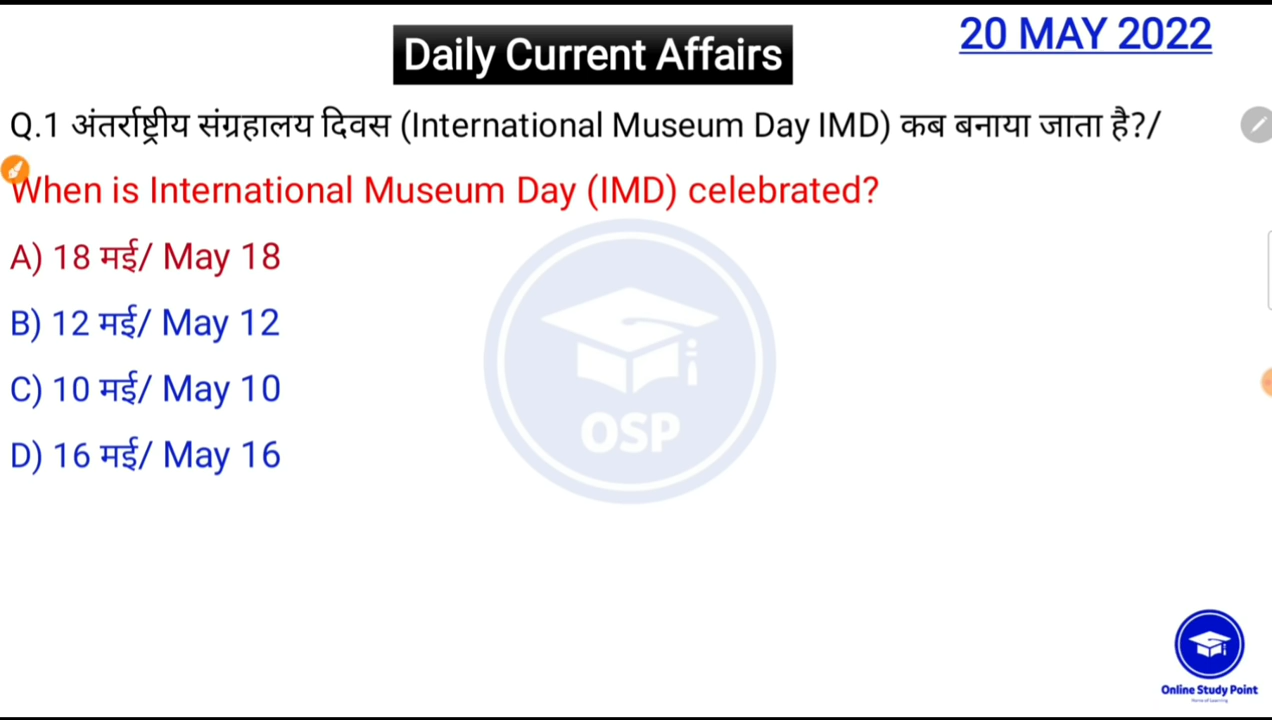 20 MAY 2022
Daily Current Affairs
Q.1 अंतर्राष्ट्रीय संग्रहालय दिवस (International Museum Day IMD) कब बनाया जाता है?/
When is International Museum Day (IMD) celebrated?
A) 18 मई/ May 18
B) 12 मई/ May 12
C) 10 मई/ May 10
D) 16 मई/ May 16
OSP
Online Study Point